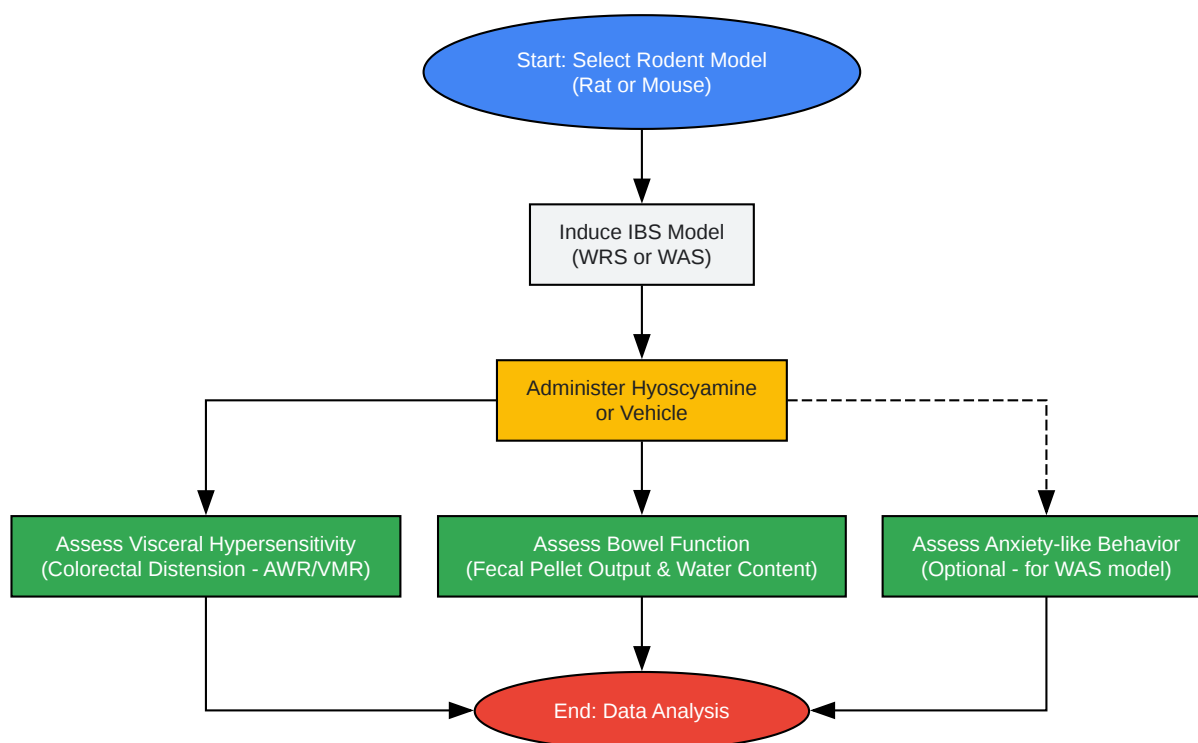 Start: Select Rodent Model
(Rat or Mouse)
Induce IBS Model
(WRS or WAS)
Administer Hyoscyamine
or Vehicle
Assess Visceral Hypersensitivity
(Colorectal Distension - AWR/VMR)
Assess Bowel Function
(Fecal Pellet Output & Water Content)
Assess Anxiety-like Behavior
(Optional - for WAS model)
End: Data Analysis